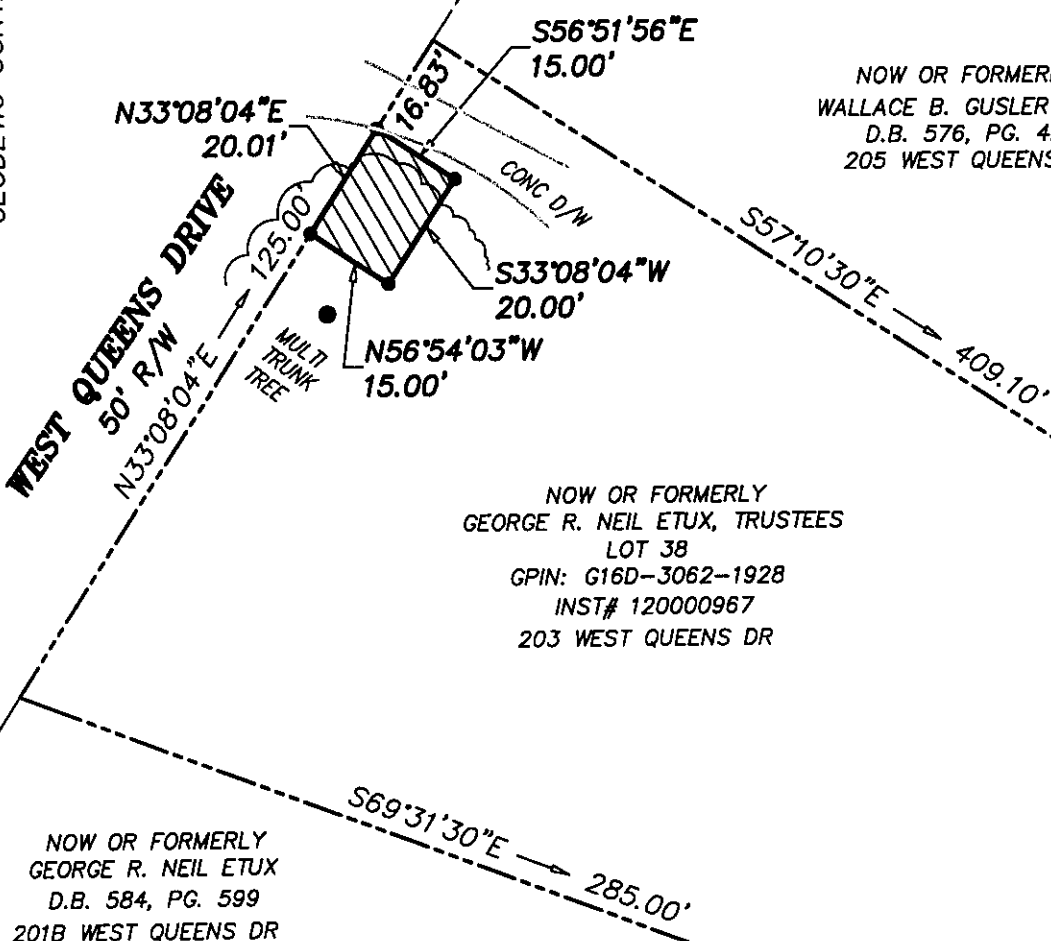 S56°51'56"E
15.00'
16.83'
N33°08'04"E
20.01'
NOW OR FORMERLY
WALLACE B. GUSLER
D.B. 576, PG.
205 WEST QUEENS
CONC D/W
WEST QUEENS DRIVE
50' R/W
N33°08'04"E
125.00'
S57°10'30"E
409.10'
S33°08'04"W
20.00'
MULTI
TRUNK
TREE
N56°54'03"W
15.00'
NOW OR FORMERLY
GEORGE R. NEIL ETUX, TRUSTEES
LOT 38
GPIN: G16D-3062-1928
INST# 120000967
203 WEST QUEENS DR
S69°31'30"E
285.00'
NOW OR FORMERLY
GEORGE R. NEIL ETUX
D.B. 584, PG. 599
201B WEST QUEENS DR